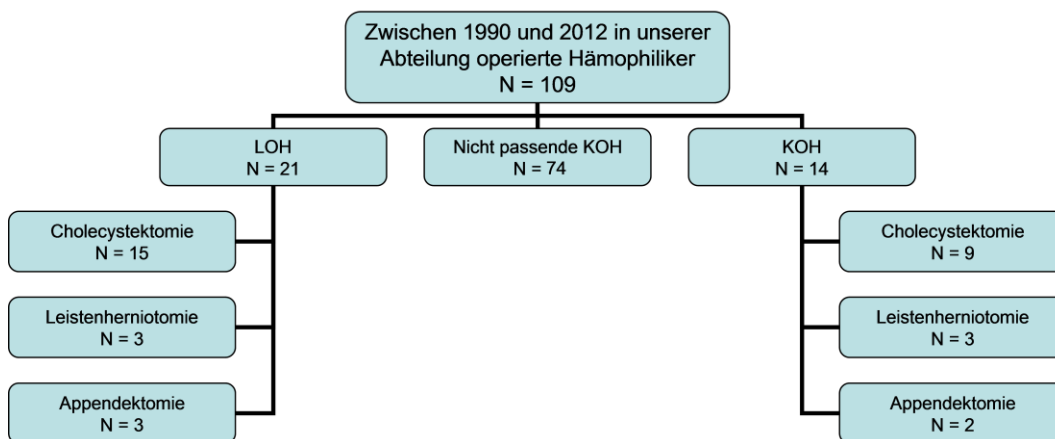 Zwischen 1990 und 2012 in unserer
Abteilung operierte Hämophiliker
N = 109
LOH
N = 21
Nicht passende KOH
N = 74
KOH
N = 14
Cholecystektomie
N = 15
Cholecystektomie
N = 9
Leistenherniotomie
N = 3
Leistenherniotomie
N = 3
Appendektomie
N = 3
Appendektomie
N = 2